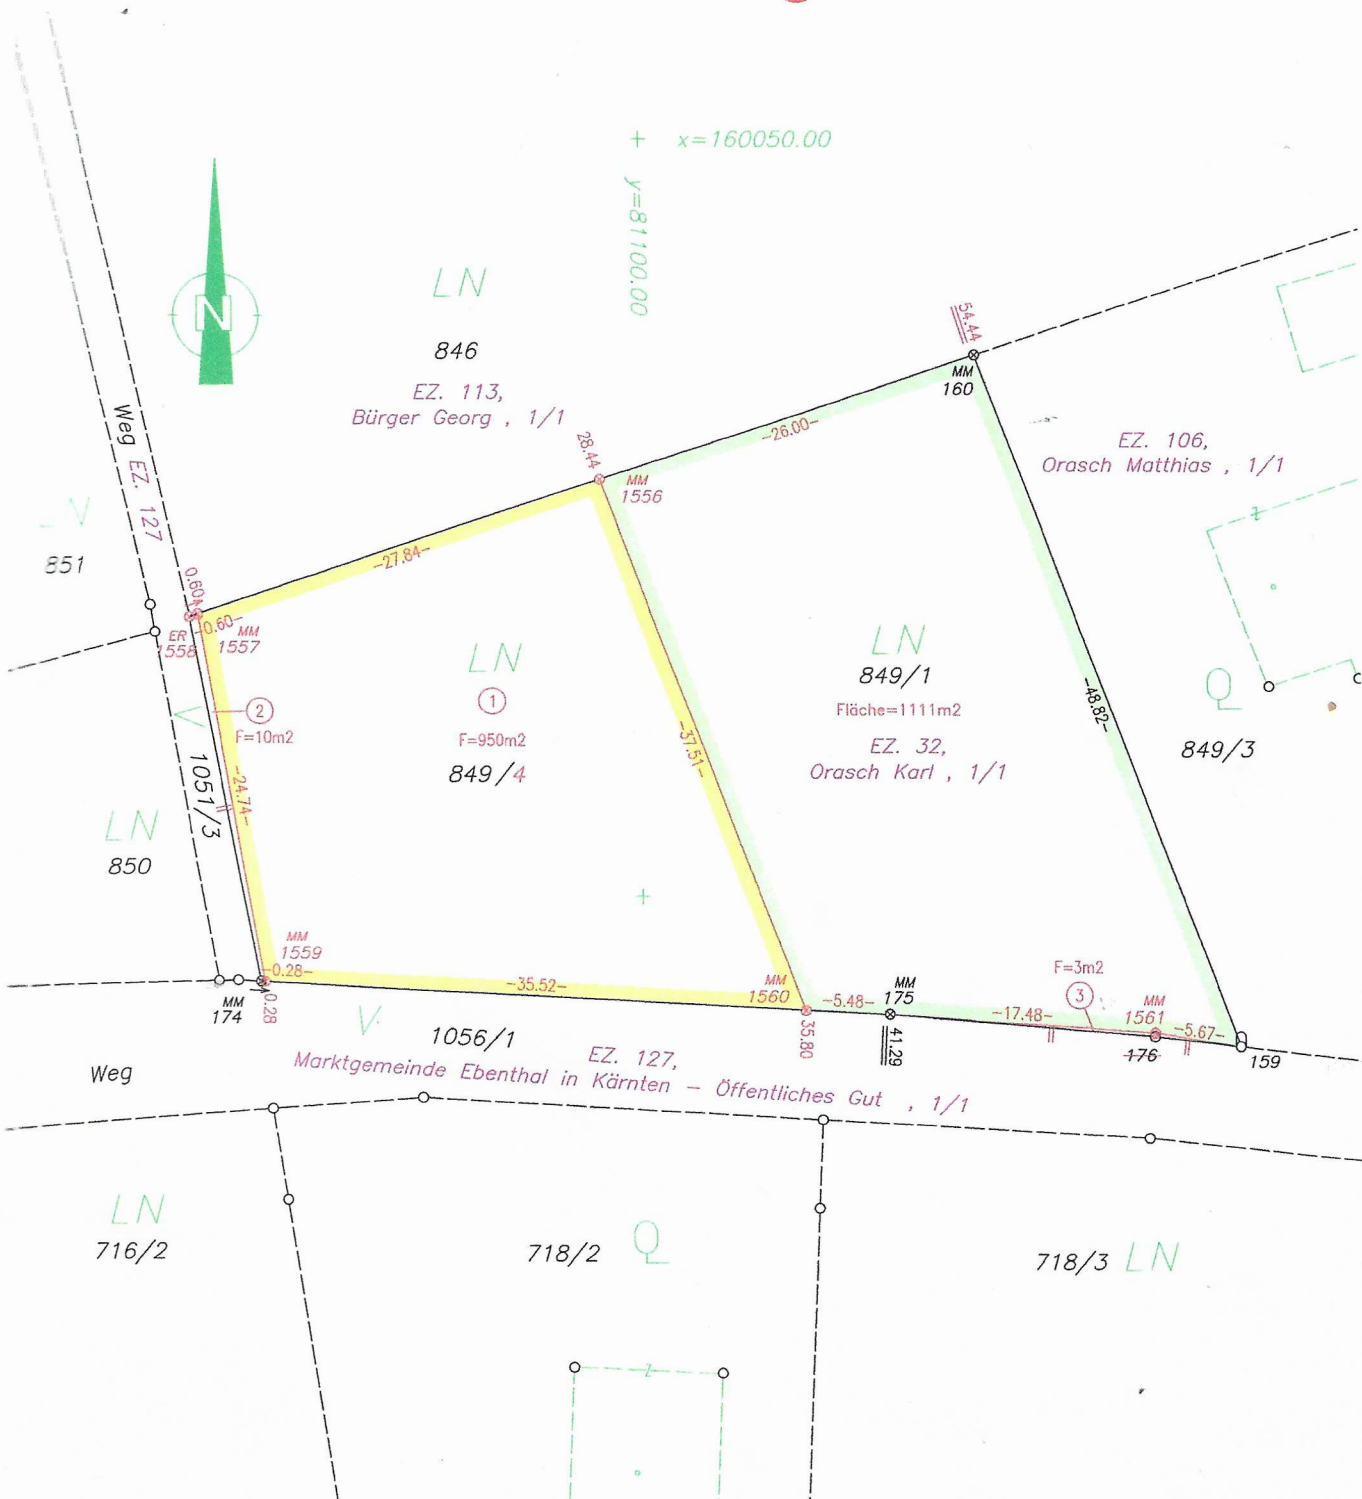 + x=160050.00
y=81100.00
N
LN
846
EZ. 113,
Bürger Georg , 1/1
54.44
MM
160
-26.00-
28.44
MM
1556
EZ. 106,
Orasch Matthias , 1/1
Weg EZ. 127
851
-27.84-
0.60
-0.60-
ER
1558
MM
1557
LN
1
F=950m2
849/4
2
F=10m2
-24.74-
1051/3
-37.51-
LN
849/1
Fläche=1111m2
EZ. 32,
Orasch Karl , 1/1
-48.82-
849/3
LN
850
MM
1559
-0.28-
0.28
MM
174
-35.52-
MM
1560
35.80
-5.48-
MM
175
41.29
F=3m2
3
-17.48-
MM
1561
-5.67-
176
159
V
1056/1
EZ. 127,
Marktgemeinde Ebenthal in Kärnten – Öffentliches Gut , 1/1
Weg
LN
716/2
718/2
718/3 LN